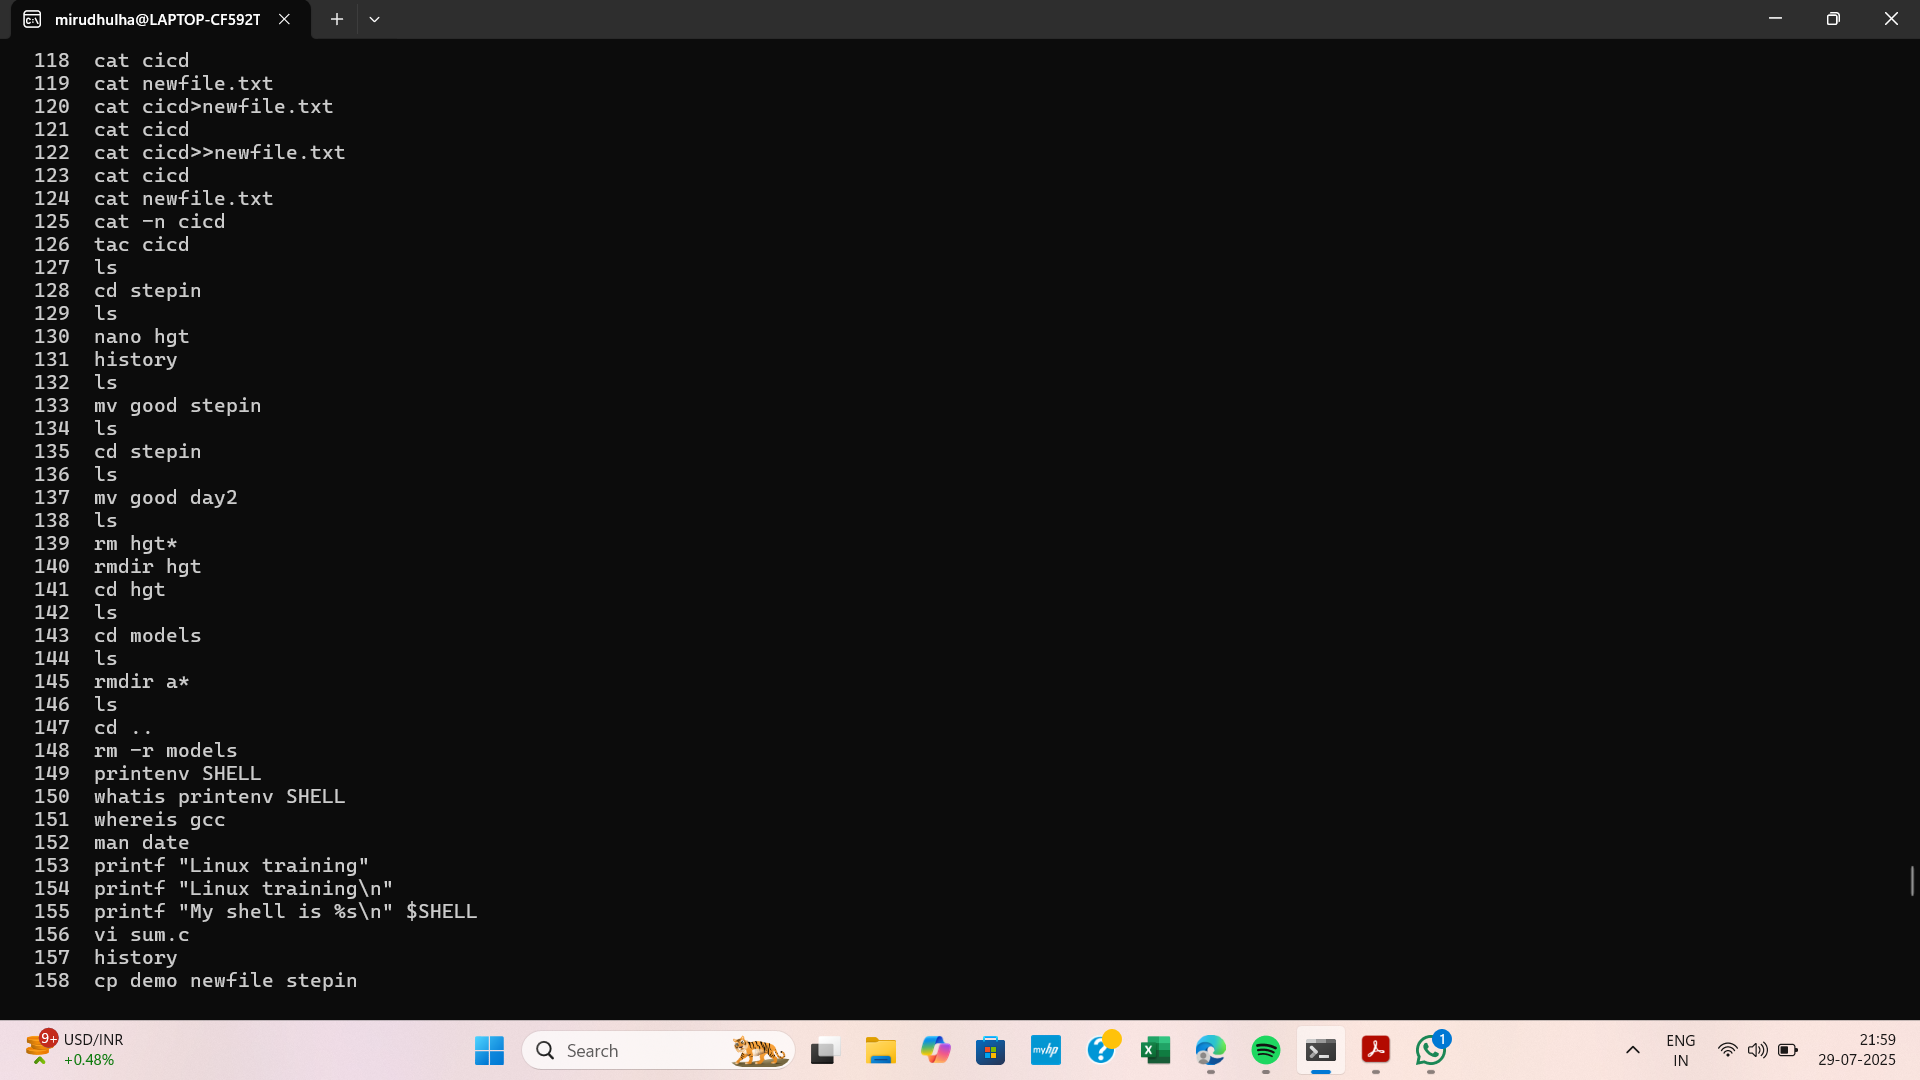 mirudhulha@LAPTOP-CF592T
118 cat cicd
119 cat newfile.txt
120 cat cicd>newfile.txt
121 cat cicd
122 cat cicd>>newfile.txt
123 cat cicd
124 cat newfile.txt
125 cat -n cicd
126 tac cicd
127 ls
128 cd stepin
129 ls
130 nano hgt
131 history
132 ls
133 mv good stepin
134 ls
135 cd stepin
136 ls
137 mv good day2
138 ls
139 rm hgt*
140 rmdir hgt
141 cd hgt
142 ls
143 cd models
144 ls
145 rmdir a*
146 ls
147 cd ..
148 rm -r models
149 printenv SHELL
150 whatis printenv SHELL
151 whereis gcc
152 man date
153 printf "Linux training"
154 printf "Linux training\n"
155 printf "My shell is %s\n" $SHELL
156 vi sum.c
157 history
158 cp demo newfile stepin
9+ USD/INR
+0.48%
Search
myhp
1
ENG
IN
21:59
29-07-2025